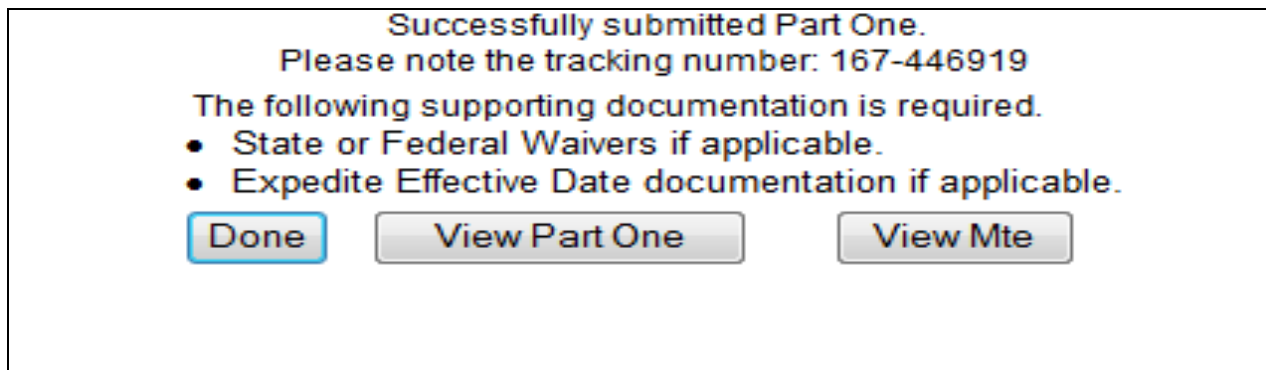 Successfully submitted Part One.
Please note the tracking number: 167-446919
The following supporting documentation is required.
• State or Federal Waivers if applicable.
• Expedite Effective Date documentation if applicable.
Done View Part One View Mte